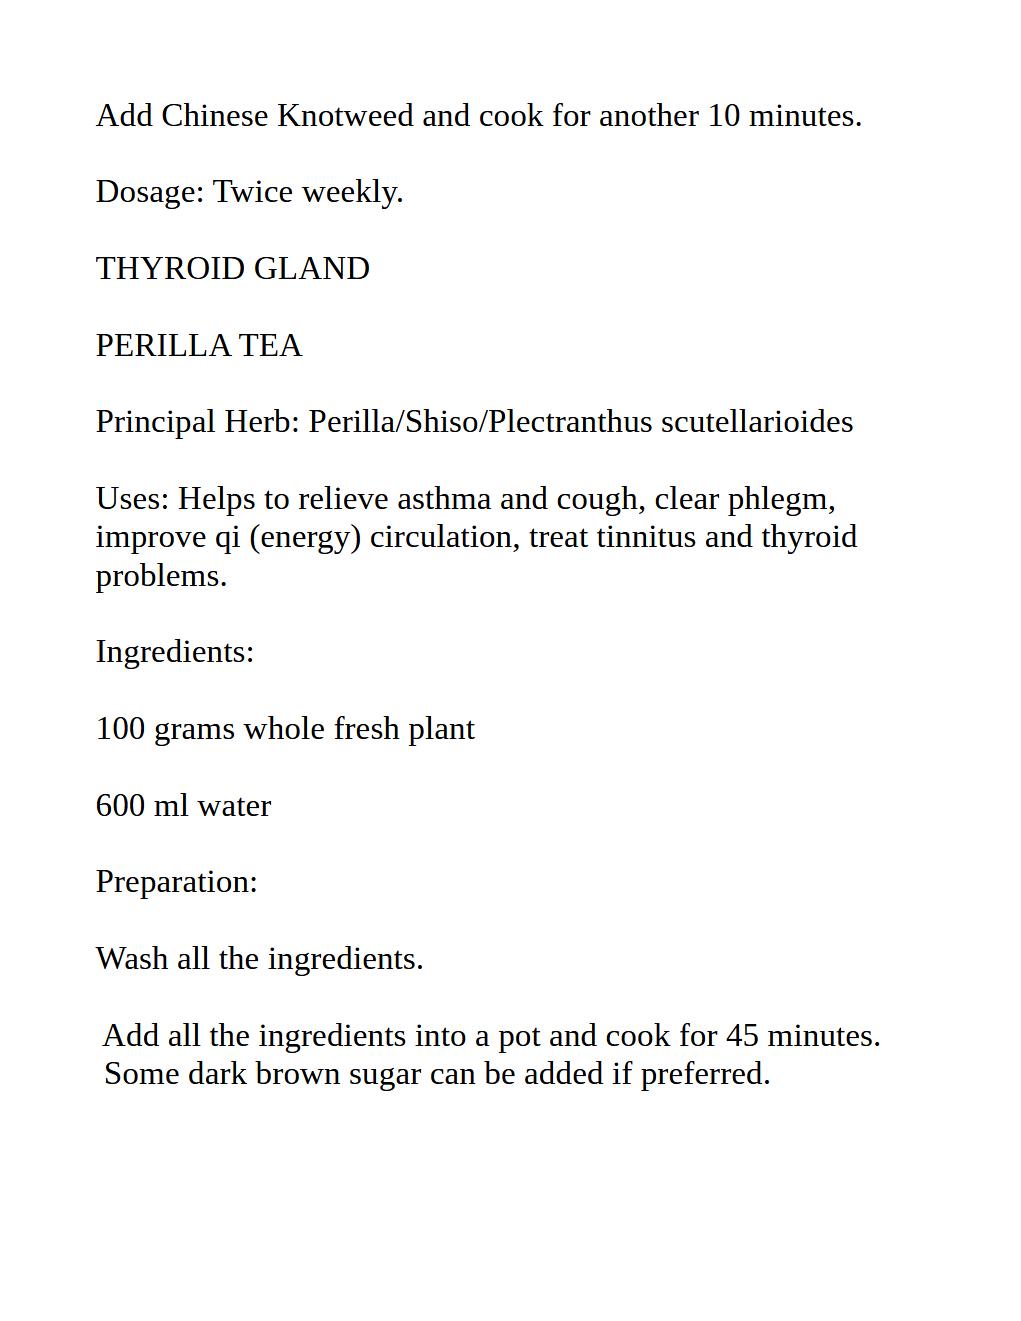 Add Chinese Knotweed and cook for another 10 minutes.
Dosage: Twice weekly.
THYROID GLAND
PERILLA TEA
Principal Herb: Perilla/Shiso/Plectranthus scutellarioides
Uses: Helps to relieve asthma and cough, clear phlegm,
improve qi (energy) circulation, treat tinnitus and thyroid
problems.
Ingredients:
100 grams whole fresh plant
600 ml water
Preparation:
Wash all the ingredients.
Add all the ingredients into a pot and cook for 45 minutes.
Some dark brown sugar can be added if preferred.